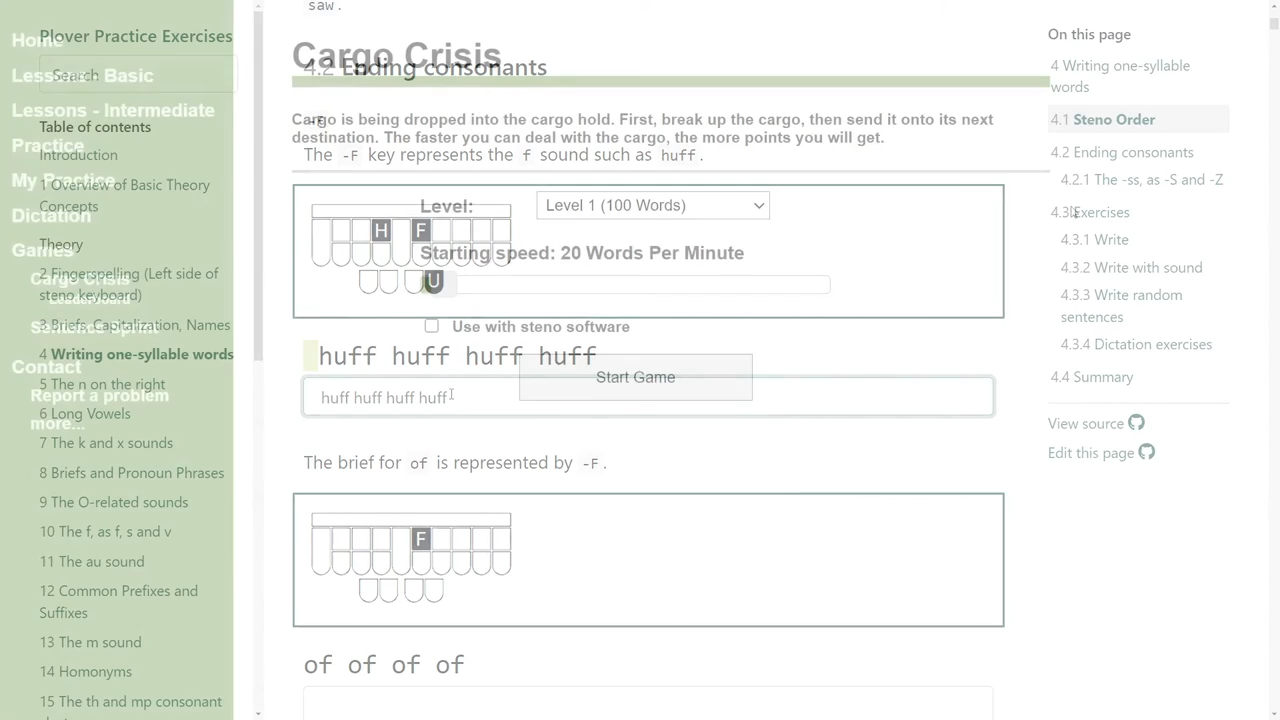 saw.
Home
Lessons - Basic
Lessons - Intermediate
Practice
My Practice
Dictation
Games
Cargo Crisis
Leaderboard
Sentence Sprint
Contact
Report a problem
more...
Plover Practice Exercises
Search
Table of contents
Introduction
1 Overview of Basic Theory
Concepts
Theory
2 Fingerspelling (Left side of
steno keyboard)
3 Briefs, Capitalization, Names
4 Writing one-syllable words
5 The n on the right
6 Long Vowels
7 The k and x sounds
8 Briefs and Pronoun Phrases
9 The O-related sounds
10 The f, as f, s and v
11 The au sound
12 Common Prefixes and
Suffixes
13 The m sound
14 Homonyms
15 The th and mp consonant
Cargo Crisis
Cargo is being dropped into the cargo hold. First, break up the cargo, then send it onto its next
destination. The faster you can deal with the cargo, the more points you will get.
Level:
Level 1 (100 Words)
Starting speed: 20 Words Per Minute
Use with steno software
Start Game
4.2 Ending consonants
-F
The -F key represents the f sound such as huff.
H F
U
huff huff huff huff
huff huff huff huff
The brief for of is represented by -F.
F
of of of of
On this page
4 Writing one-syllable
words
4.1 Steno Order
4.2 Ending consonants
4.2.1 The -ss, as -S and -Z
4.3 Exercises
4.3.1 Write
4.3.2 Write with sound
4.3.3 Write random
sentences
4.3.4 Dictation exercises
4.4 Summary
View source
Edit this page